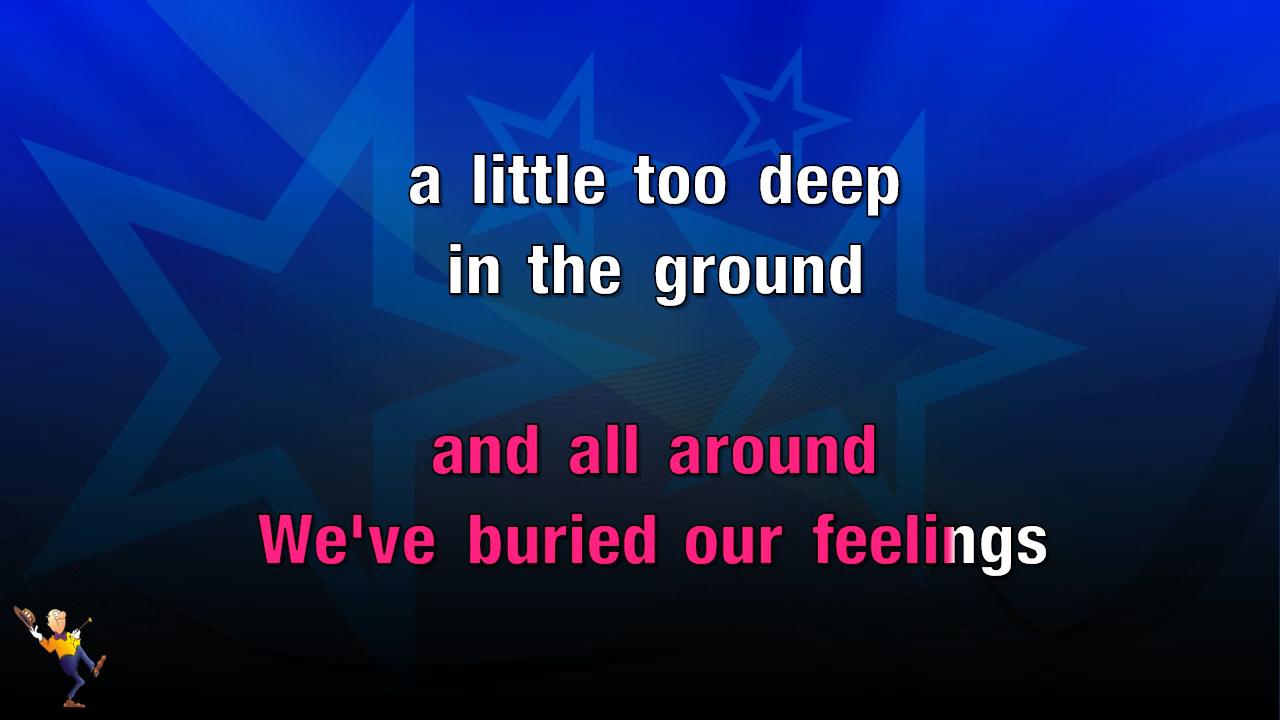 a little too deep
in the ground
and all around
We've buried our feelings